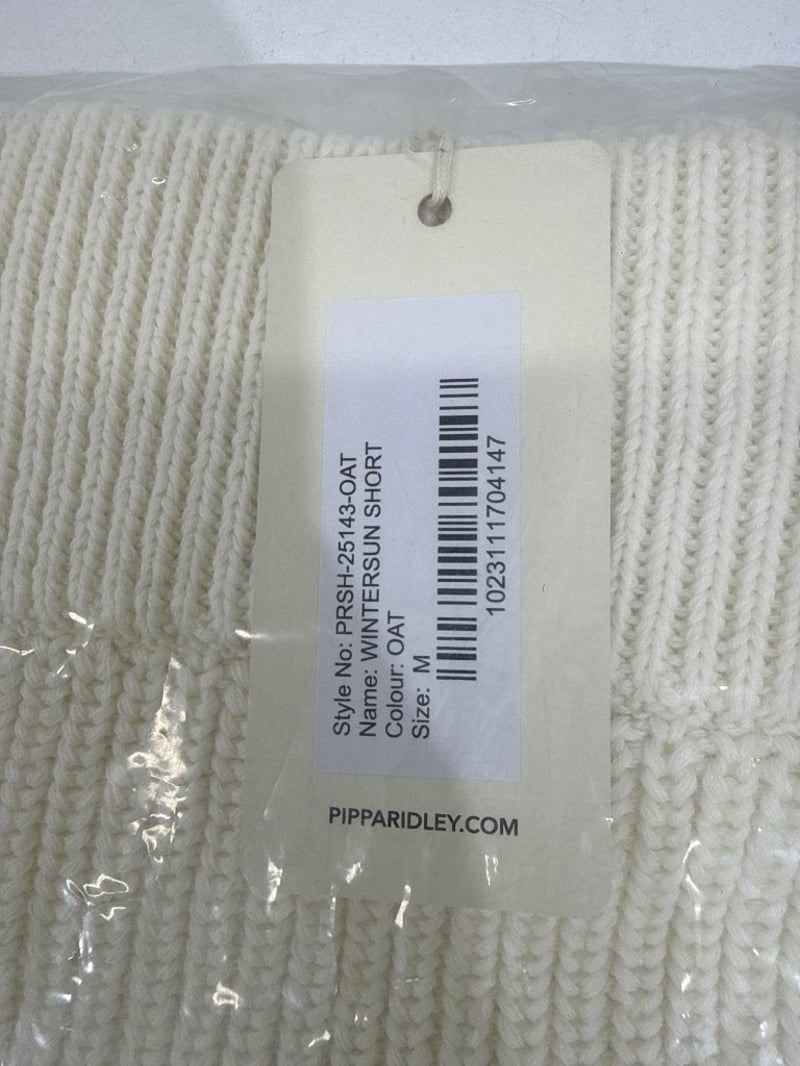 Style No: PRSH-25143-OAT
Name: WINTERSUN SHORT
Colour: OAT
Size: M
1023111704147
PIPPARIDLEY.COM